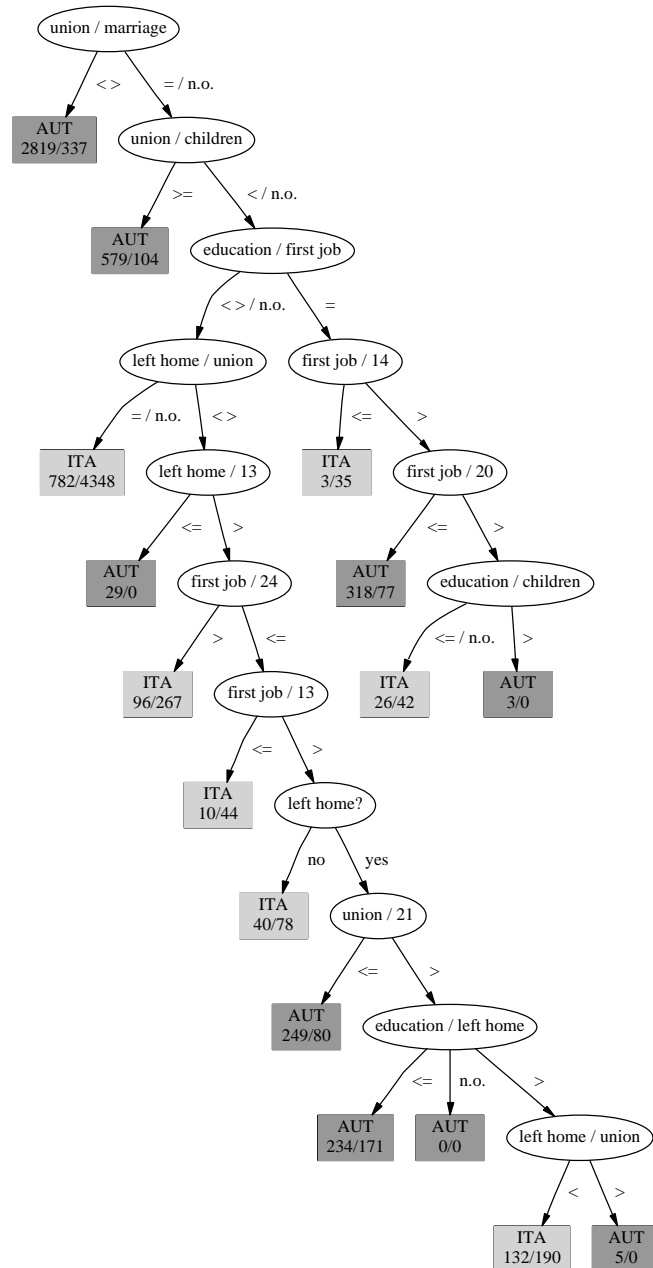 union / marriage
< >
= / n.o.
AUT
2819/337
union / children
>=
< / n.o.
AUT
579/104
education / first job
< > / n.o.
=
left home / union
first job / 14
= / n.o.
< >
<=
>
ITA
782/4348
left home / 13
ITA
3/35
first job / 20
<=
>
<=
>
AUT
29/0
first job / 24
AUT
318/77
education / children
>
<=
<= / n.o.
>
ITA
96/267
first job / 13
ITA
26/42
AUT
3/0
<=
>
ITA
10/44
left home?
no
yes
ITA
40/78
union / 21
<=
>
AUT
249/80
education / left home
<=
n.o.
>
AUT
234/171
AUT
0/0
left home / union
<
>
ITA
132/190
AUT
5/0